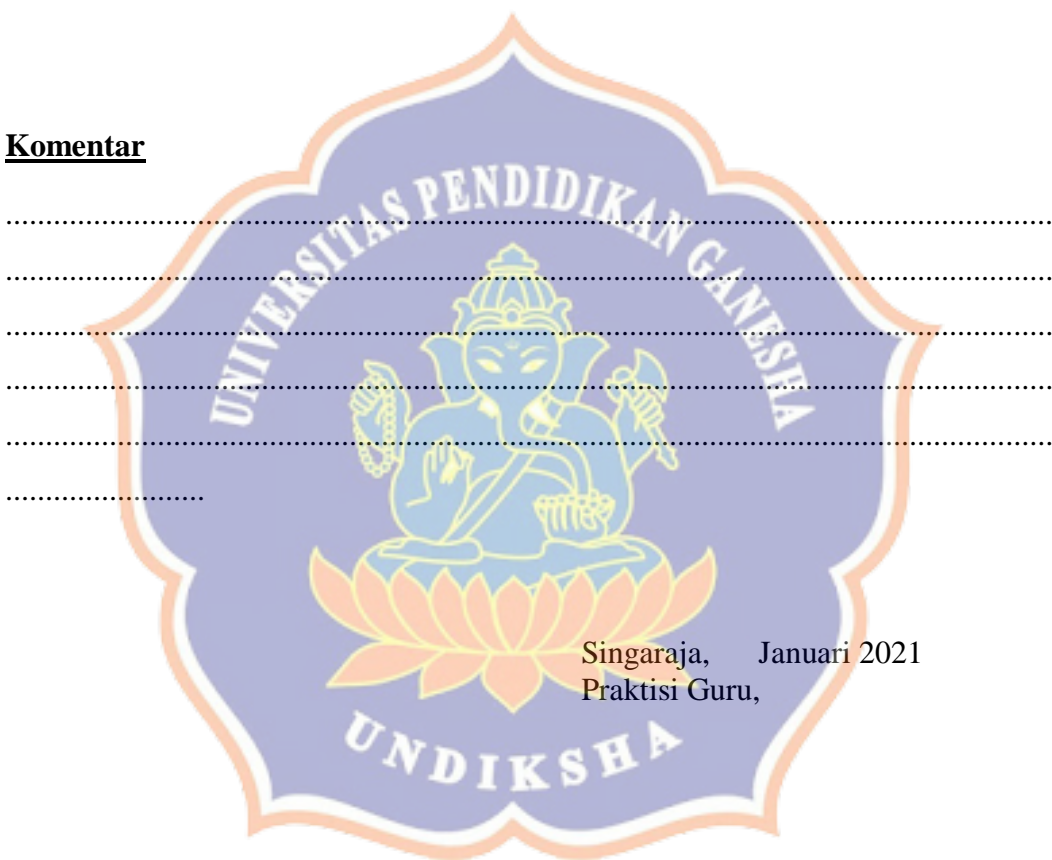 Komentar
....................................................................................................................................
....................................................................................................................................
....................................................................................................................................
....................................................................................................................................
....................................................................................................................................
.........................
UNIVERSITAS PENDIDIKAN GANESHA
Singaraja, Januari 2021
Praktisi Guru,
UNDIKSHA